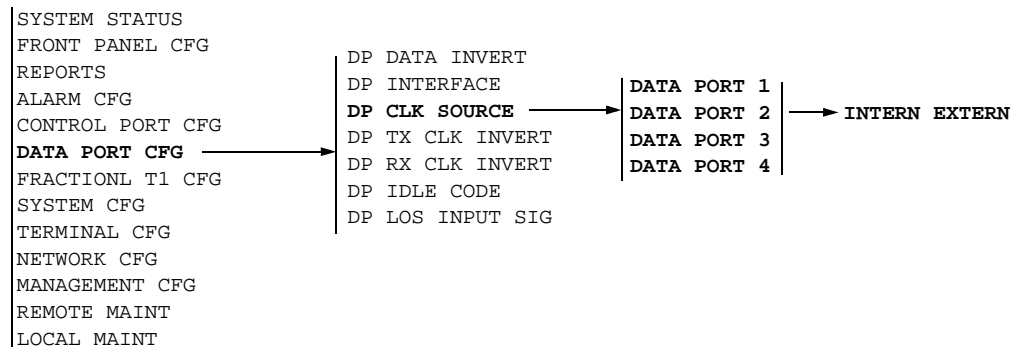 SYSTEM STATUS
FRONT PANEL CFG
REPORTS
ALARM CFG
CONTROL PORT CFG
DATA PORT CFG
FRACTIONL T1 CFG
SYSTEM CFG
TERMINAL CFG
NETWORK CFG
MANAGEMENT CFG
REMOTE MAINT
LOCAL MAINT
DP DATA INVERT
DP INTERFACE
DP CLK SOURCE
DP TX CLK INVERT
DP RX CLK INVERT
DP IDLE CODE
DP LOS INPUT SIG
DATA PORT 1
DATA PORT 2
DATA PORT 3
DATA PORT 4
INTERN EXTERN